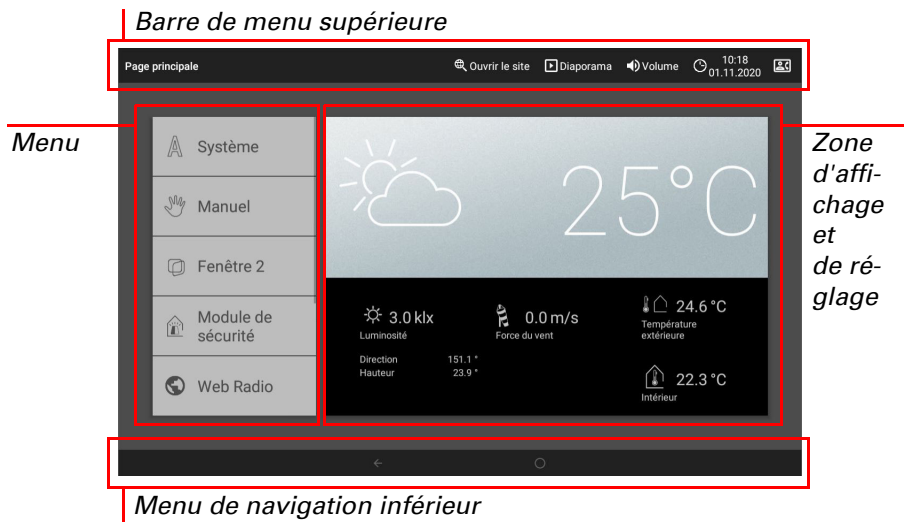 Barre de menu supérieure
Page principale
Ouvrir le site
Diaporama
Volume
10:18
01.11.2020
Menu
Système
Manuel
Fenêtre 2
Module de
sécurité
Web Radio
25°C
3.0 klx
Luminosité
Direction 151.1 °
Hauteur 23.9 °
0.0 m/s
Force du vent
24.6 °C
Température
extérieure
22.3 °C
Intérieur
Zone
d'affi-
chage
et
de ré-
glage
Menu de navigation inférieur